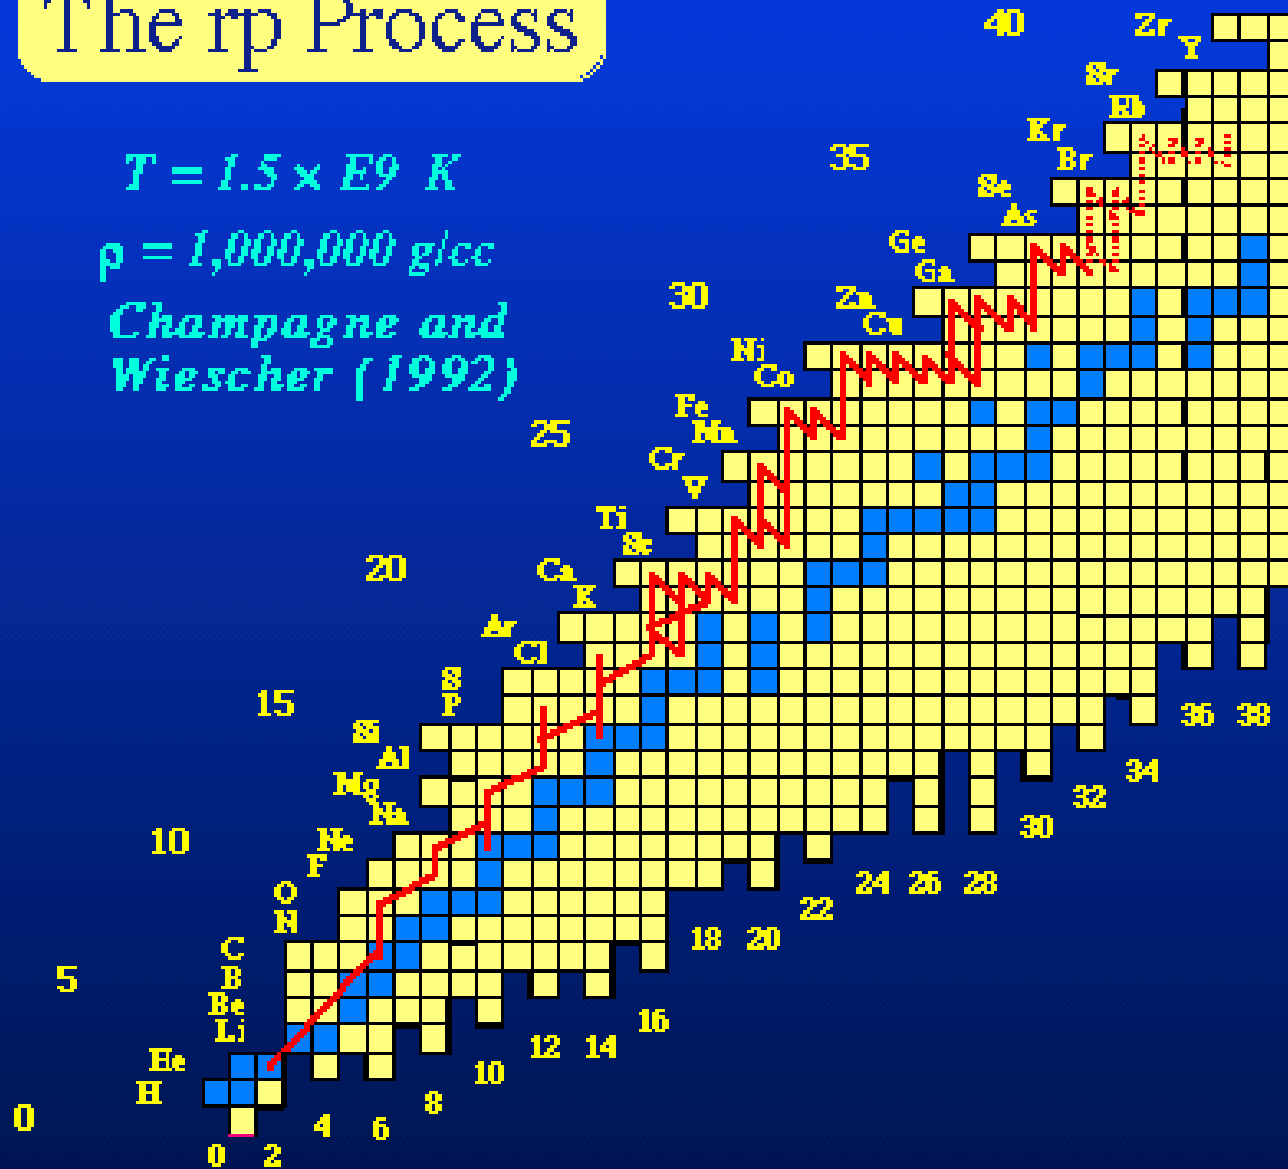 The rp Process
T = 1.5 × E9 K
ρ = 1,000,000 g/cc
Champagne and
Wiescher (1992)
40
Zr
Y
Sr
Rb
Kr
35
Br
Se
As
Ge
Ga
30
Zn
Cu
Ni
Co
Fe
25
Mn
Cr
V
Ti
Sc
20
Ca
K
Ar
Cl
S
15
P
Si
Al
Mg
Na
10
Ne
F
O
N
C
5
B
Be
Li
He
H
0
0
2
4
6
8
10
12
14
16
18
20
22
24
26
28
30
32
34
36
38